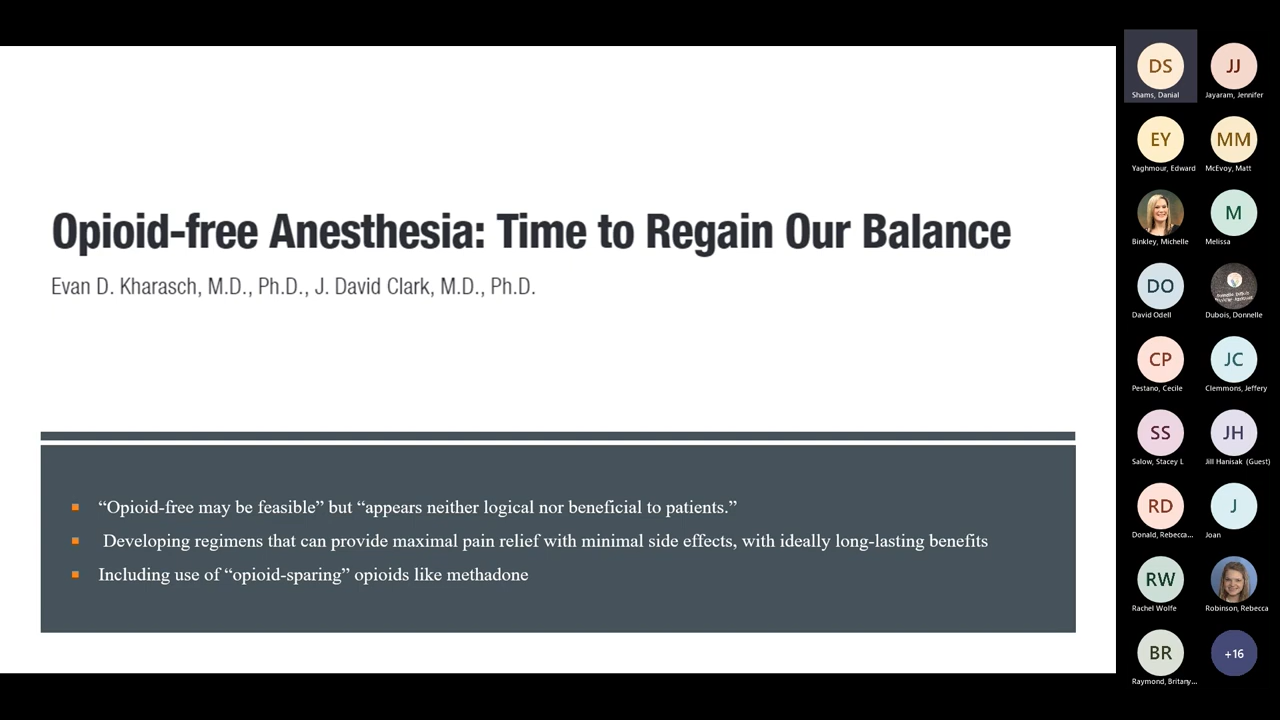 Opioid-free Anesthesia: Time to Regain Our Balance
Evan D. Kharasch, M.D., Ph.D., J. David Clark, M.D., Ph.D.
“Opioid-free may be feasible” but “appears neither logical nor beneficial to patients.”
Developing regimens that can provide maximal pain relief with minimal side effects, with ideally long-lasting benefits
Including use of “opioid-sparing” opioids like methadone
DS
Shams, Danial
JJ
Jayaram, Jennifer
EY
Yaghmour, Edward
MM
McEvoy, Matt
Binkley, Michelle
M
Melissa
DO
David Odell
Dubois, Donnelle
CP
Pestano, Cecile
JC
Clemmons, Jeffery
SS
Salow, Stacey L
JH
Jill Hanisak (Guest)
RD
Donald, Rebecca...
J
Joan
RW
Rachel Wolfe
Robinson, Rebecca
BR
Raymond, Britany...
+16